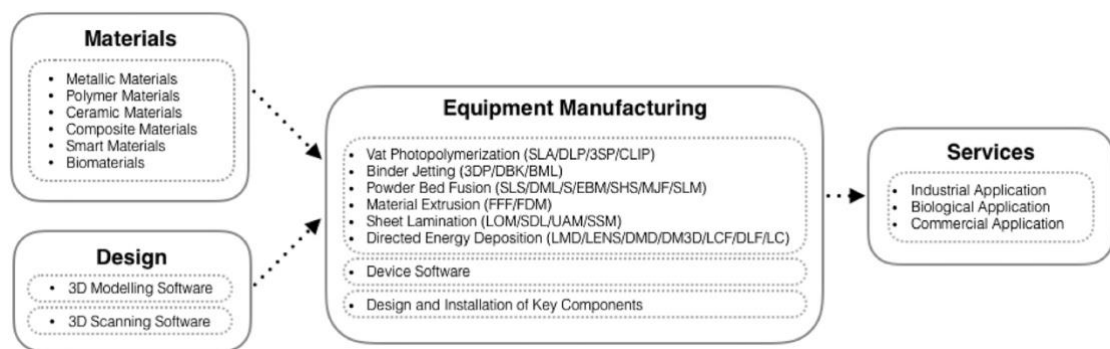 Materials
• Metallic Materials
• Polymer Materials
• Ceramic Materials
• Composite Materials
• Smart Materials
• Biomaterials
Design
• 3D Modelling Software
• 3D Scanning Software
Equipment Manufacturing
• Vat Photopolymerization (SLA/DLP/3SP/CLIP)
• Binder Jetting (3DP/DBK/BML)
• Powder Bed Fusion (SLS/DML/S/EBM/SHS/MJF/SLM)
• Material Extrusion (FFF/FDM)
• Sheet Lamination (LOM/SDL/UAM/SSM)
• Directed Energy Deposition (LMD/LENS/DMD/DM3D/LCF/DLF/LC)
• Device Software
• Design and Installation of Key Components
Services
• Industrial Application
• Biological Application
• Commercial Application